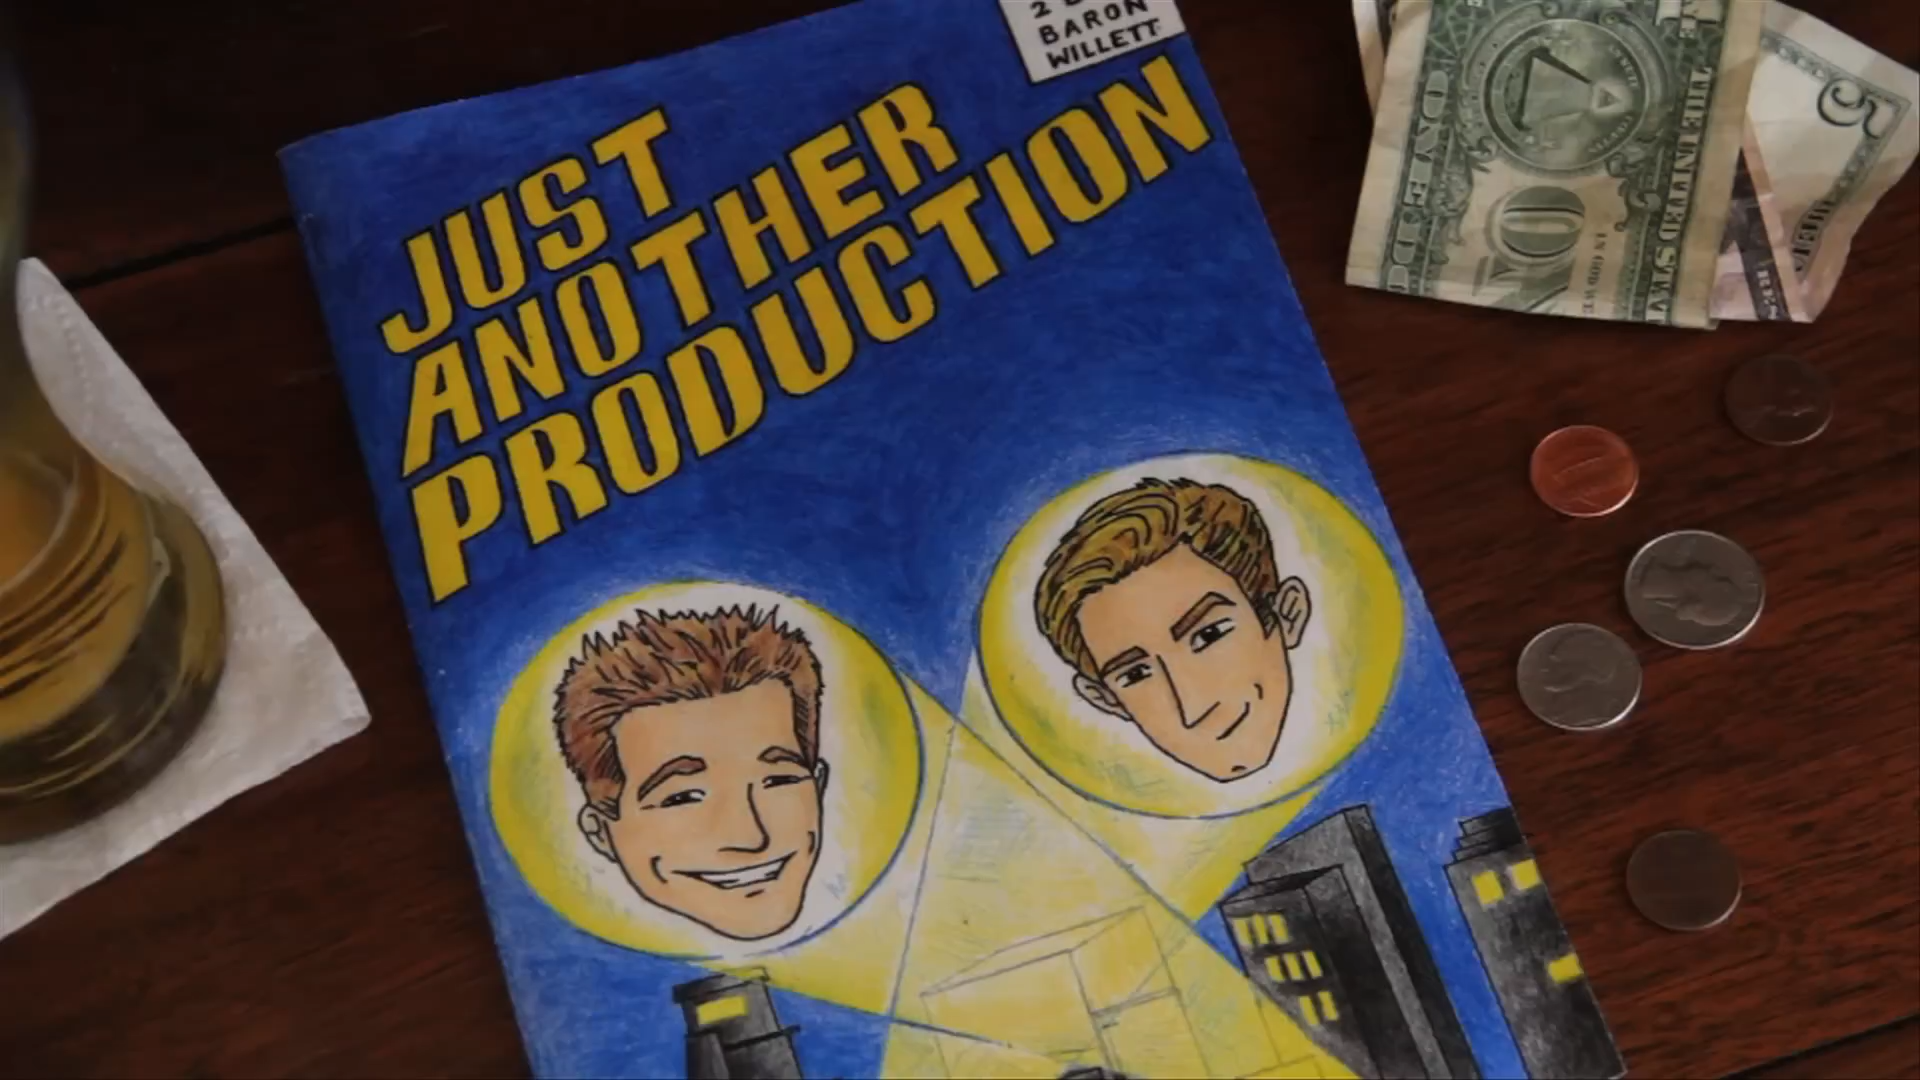 BARON
WILLETT
JUST
ANOTHER
PRODUCTION
ONE
THE UNITED STAT
IN GOD WE
5